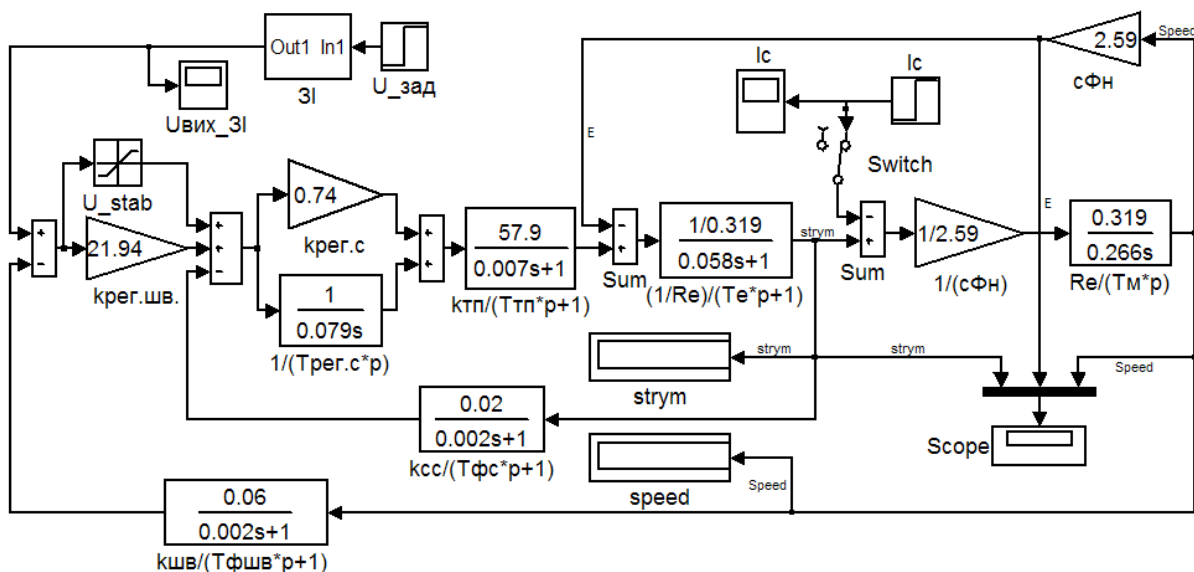 Out1 In1
ЗІ
U_зад
Uвих_ЗІ
Ic
Ic
2.59
Speed
сФн
E
Switch
U_stab
+
-
21.94
крег.шв.
+
+
-
0.74
крег.с
1
0.079s
1/(Tрег.с*p)
+
+
57.9
0.007s+1
ктп/(Tтп*p+1)
-
+
Sum
1/0.319
0.058s+1
(1/Re)/(Te*p+1)
strym
-
+
Sum
1/2.59
1/(сФн)
E
0.319
0.266s
Re/(Tм*p)
strym
strym
strym
Speed
0.02
0.002s+1
kcc/(Tфс*p+1)
Scope
speed
Speed
0.06
0.002s+1
kшв/(Tфшв*p+1)